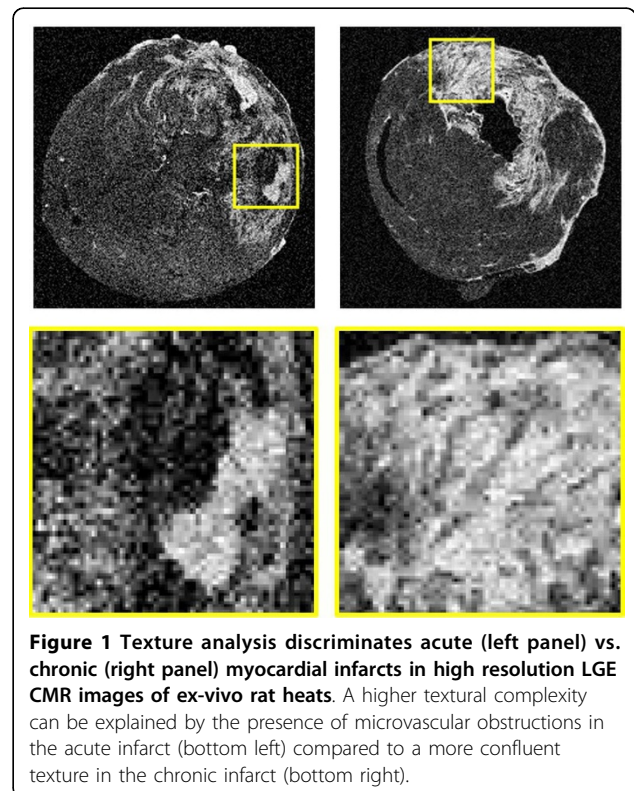 Figure 1 Texture analysis discriminates acute (left panel) vs.
chronic (right panel) myocardial infarcts in high resolution LGE
CMR images of ex-vivo rat heats. A higher textural complexity
can be explained by the presence of microvascular obstructions in
the acute infarct (bottom left) compared to a more confluent
texture in the chronic infarct (bottom right).